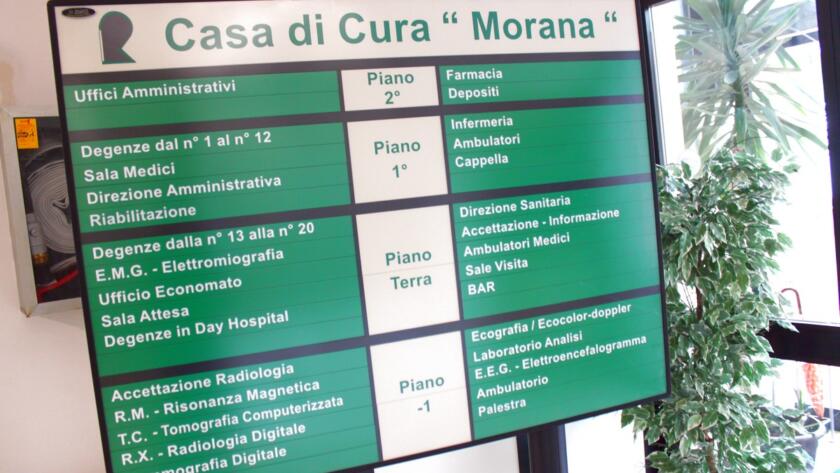 Casa di Cura “ Morana “
Uffici Amministrativi
Piano
2°
Farmacia
Depositi
Degenze dal n° 1 al n° 12
Sala Medici
Direzione Amministrativa
Riabilitazione
Piano
1°
Infermeria
Ambulatori
Cappella
Degenze dalla n° 13 alla n° 20
E.M.G. - Elettromiografia
Ufficio Economato
Sala Attesa
Degenze in Day Hospital
Piano
Terra
Direzione Sanitaria
Accettazione - Informazione
Ambulatori Medici
Sale Visita
BAR
Accettazione Radiologia
R.M. - Risonanza Magnetica
T.C. - Tomografia Computerizzata
R.X. - Radiologia Digitale
Digitale
Piano
-1
Ecografia / Ecocolor-doppler
Laboratorio Analisi
E.E.G. - Elettroencefalogramma
Ambulatorio
Palestra